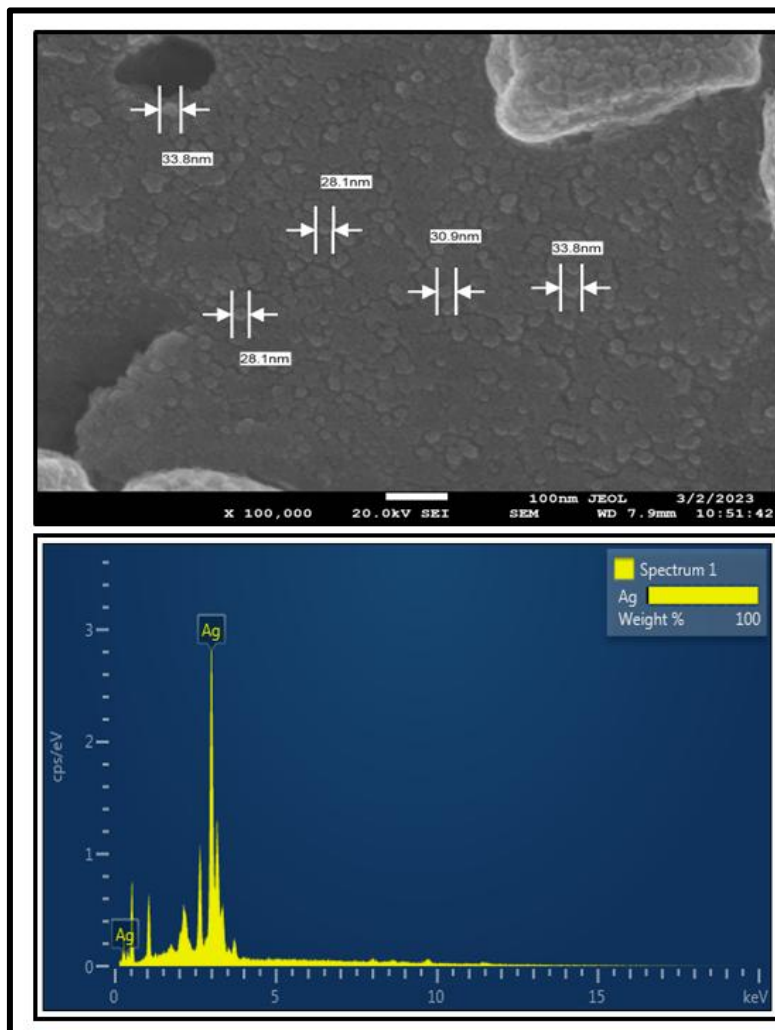 33.8nm
28.1nm
30.9nm
33.8nm
28.1nm
100nm JEOL 3/2/2023
X 100,000 20.0kV SEI SEM WD 7.9mm 10:51:42
Spectrum 1
Ag
Weight % 100
Ag
3
2
cps/eV
1
Ag
0
0 5 10 15 keV